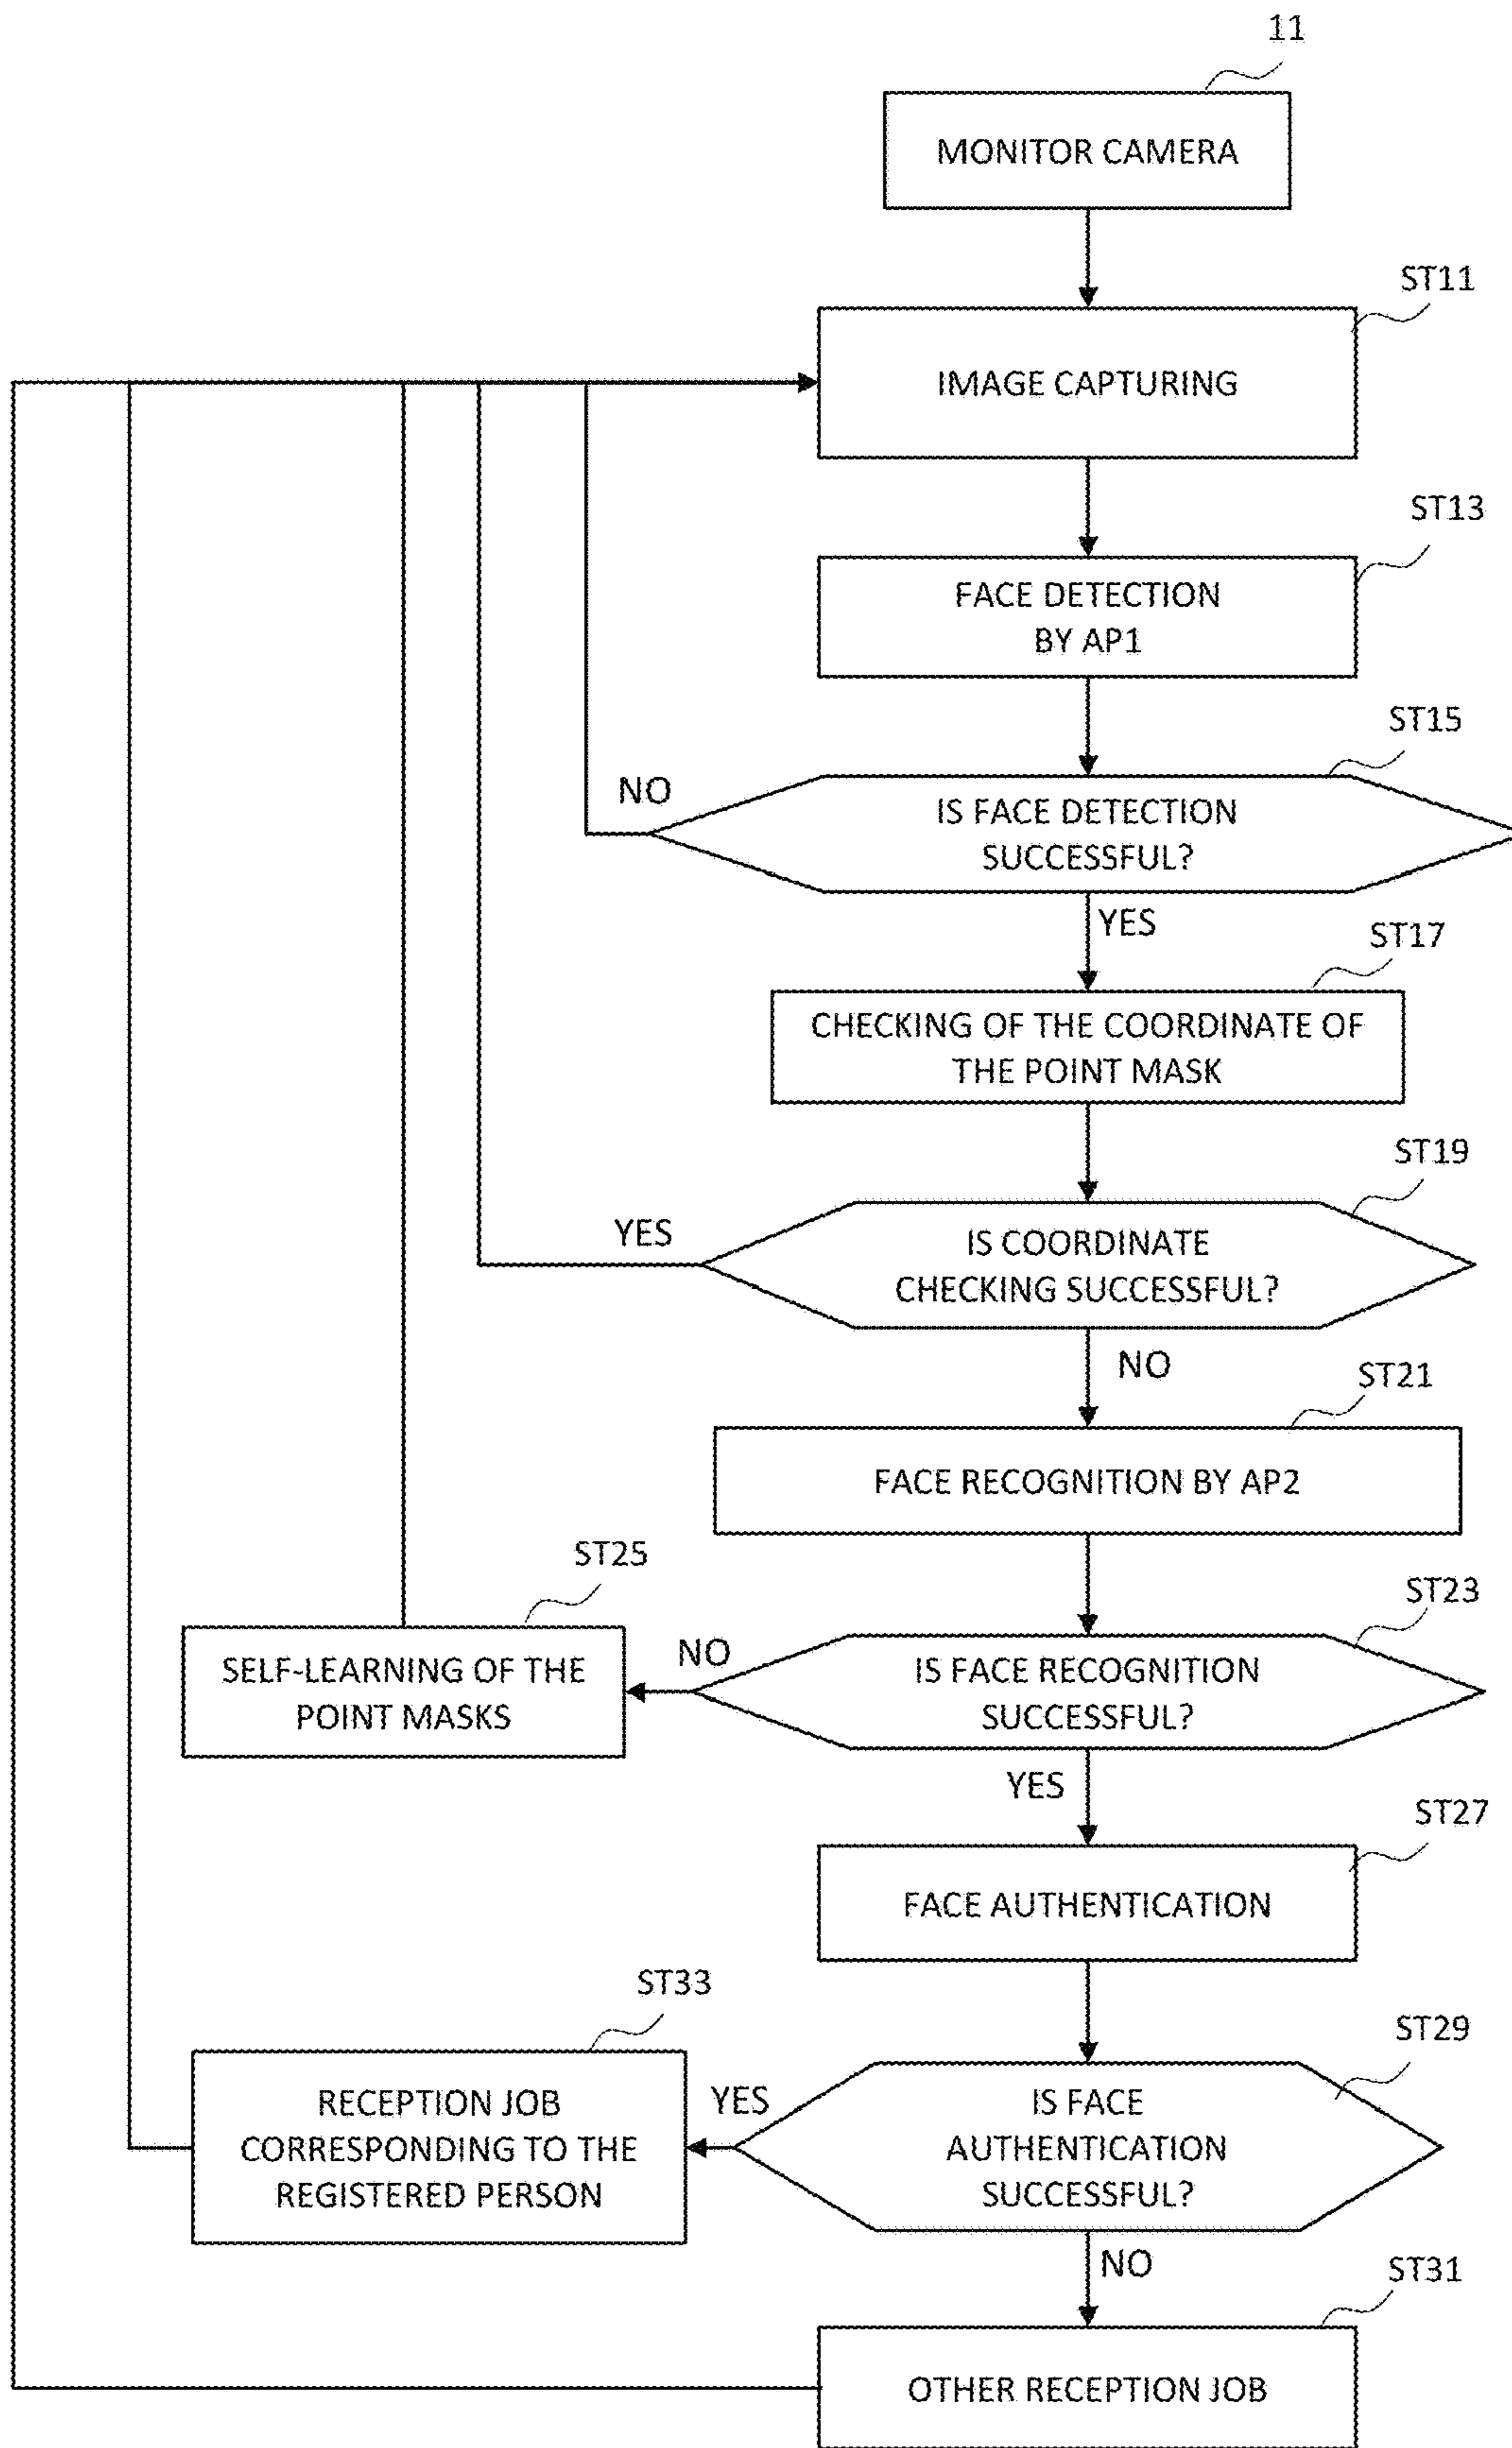 11
MONITOR CAMERA
ST11
IMAGE CAPTURING
ST13
FACE DETECTION
BY AP1
ST15
NO
IS FACE DETECTION
SUCCESSFUL?
YES
ST17
CHECKING OF THE COORDINATE OF
THE POINT MASK
ST19
YES
IS COORDINATE
CHECKING SUCCESSFUL?
NO
ST21
FACE RECOGNITION BY AP2
ST25
ST23
SELF-LEARNING OF THE
POINT MASKS
NO
IS FACE RECOGNITION
SUCCESSFUL?
YES
ST27
FACE AUTHENTICATION
ST33
ST29
RECEPTION JOB
CORRESPONDING TO THE
REGISTERED PERSON
YES
IS FACE
AUTHENTICATION
SUCCESSFUL?
NO
ST31
OTHER RECEPTION JOB